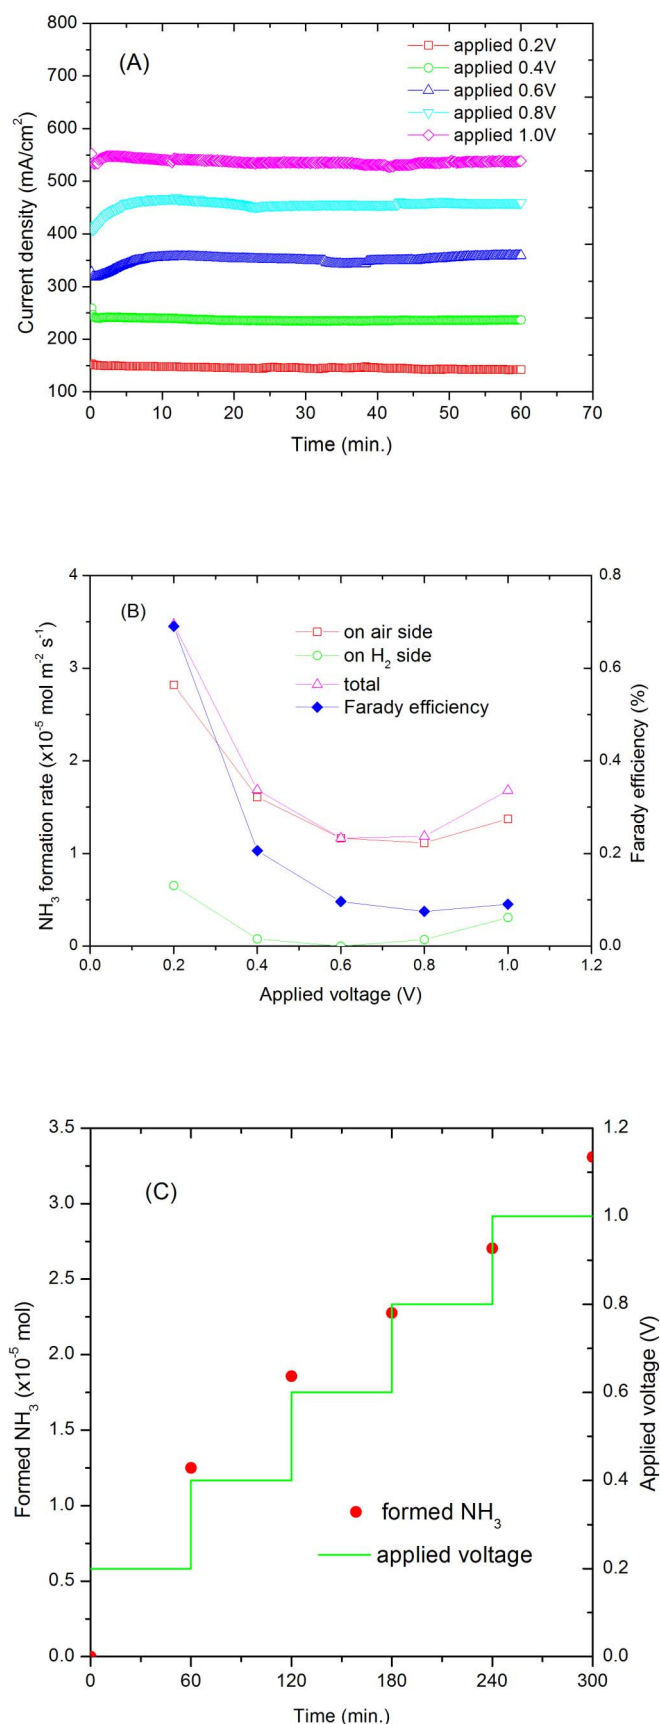 (A)
applied 0.2V
applied 0.4V
applied 0.6V
applied 0.8V
applied 1.0V
Current density (mA/cm²)
800
700
600
500
400
300
200
100
0 10 20 30 40 50 60 70
Time (min.)
(B)
on air side
on H₂ side
total
Farady efficiency
NH₃ formation rate (x10⁻⁵ mol m⁻² s⁻¹)
4
3
2
1
0
Farady efficiency (%)
0.8
0.6
0.4
0.2
0.0
0.0 0.2 0.4 0.6 0.8 1.0 1.2
Applied voltage (V)
(C)
formed NH₃
applied voltage
Formed NH₃ (x10⁻⁵ mol)
3.5
3.0
2.5
2.0
1.5
1.0
0.5
0.0
Applied voltage (V)
1.2
1.0
0.8
0.6
0.4
0.2
0.0
0 60 120 180 240 300
Time (min.)